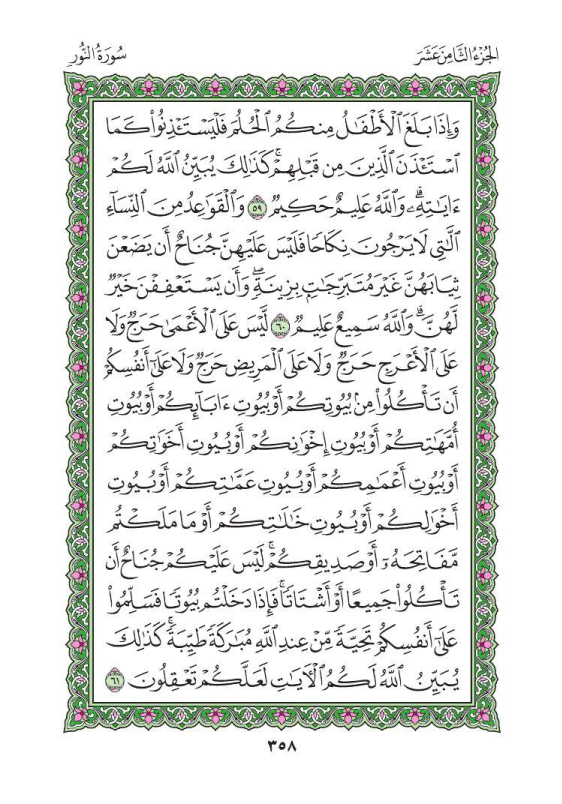 الجُزْءُ الثَّامِنَ عَشَرَ
سُورَةُ النُّورِ
وَإِذَا بَلَغَ ٱلْأَطْفَٰلُ مِنكُمُ ٱلْحُلُمَ فَلْيَسْتَـْٔذِنُوا۟ كَمَا
ٱسْتَـْٔذَنَ ٱلَّذِينَ مِن قَبْلِهِمْ ۚ كَذَٰلِكَ يُبَيِّنُ ٱللَّهُ لَكُمْ
ءَايَٰتِهِۦ ۗ وَٱللَّهُ عَلِيمٌ حَكِيمٌ ٥٩ وَٱلْقَوَٰعِدُ مِنَ ٱلنِّسَآءِ
ٱلَّٰتِى لَا يَرْجُونَ نِكَاحًا فَلَيْسَ عَلَيْهِنَّ جُنَاحٌ أَن يَضَعْنَ
ثِيَابَهُنَّ غَيْرَ مُتَبَرِّجَٰتٍۭ بِزِينَةٍ ۖ وَأَن يَسْتَعْفِفْنَ خَيْرٌ
لَّهُنَّ ۗ وَٱللَّهُ سَمِيعٌ عَلِيمٌ ٦٠ لَّيْسَ عَلَى ٱلْأَعْمَىٰ حَرَجٌ وَلَا
عَلَى ٱلْأَعْرَجِ حَرَجٌ وَلَا عَلَى ٱلْمَرِيضِ حَرَجٌ وَلَا عَلَىٰٓ أَنفُسِكُمْ
أَن تَأْكُلُوا۟ مِنۢ بُيُوتِكُمْ أَوْ بُيُوتِ ءَابَآئِكُمْ أَوْ بُيُوتِ
أُمَّهَٰتِكُمْ أَوْ بُيُوتِ إِخْوَٰنِكُمْ أَوْ بُيُوتِ أَخَوَٰتِكُمْ
أَوْ بُيُوتِ أَعْمَٰمِكُمْ أَوْ بُيُوتِ عَمَّٰتِكُمْ أَوْ بُيُوتِ
أَخْوَٰلِكُمْ أَوْ بُيُوتِ خَٰلَٰتِكُمْ أَوْ مَا مَلَكْتُم
مَّفَاتِحَهُۥٓ أَوْ صَدِيقِكُمْ ۚ لَيْسَ عَلَيْكُمْ جُنَاحٌ أَن
تَأْكُلُوا۟ جَمِيعًا أَوْ أَشْتَاتًا ۚ فَإِذَا دَخَلْتُم بُيُوتًا فَسَلِّمُوا۟
عَلَىٰٓ أَنفُسِكُمْ تَحِيَّةً مِّنْ عِندِ ٱللَّهِ مُبَٰرَكَةً طَيِّبَةً ۚ كَذَٰلِكَ
يُبَيِّنُ ٱللَّهُ لَكُمُ ٱلْءَايَٰتِ لَعَلَّكُمْ تَعْقِلُونَ ٦١
٣٥٨